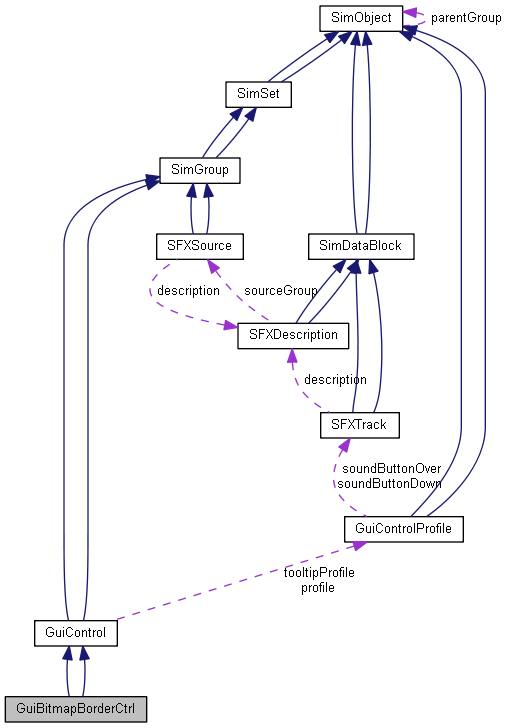 SimObject
parentGroup
SimSet
SimGroup
SFXSource
SimDataBlock
description
sourceGroup
SFXDescription
description
SFXTrack
soundButtonOver
soundButtonDown
GuiControlProfile
tooltipProfile
profile
GuiControl
GuiBitmapBorderCtrl